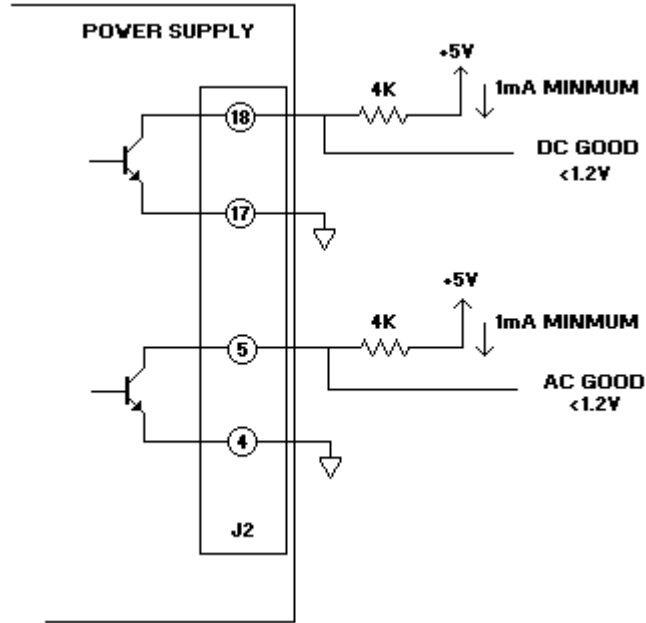 POWER SUPPLY
+5V
4K
1mA MINMUM
18
DC GOOD
<1.2V
17
+5V
4K
1mA MINMUM
5
AC GOOD
<1.2V
4
J2